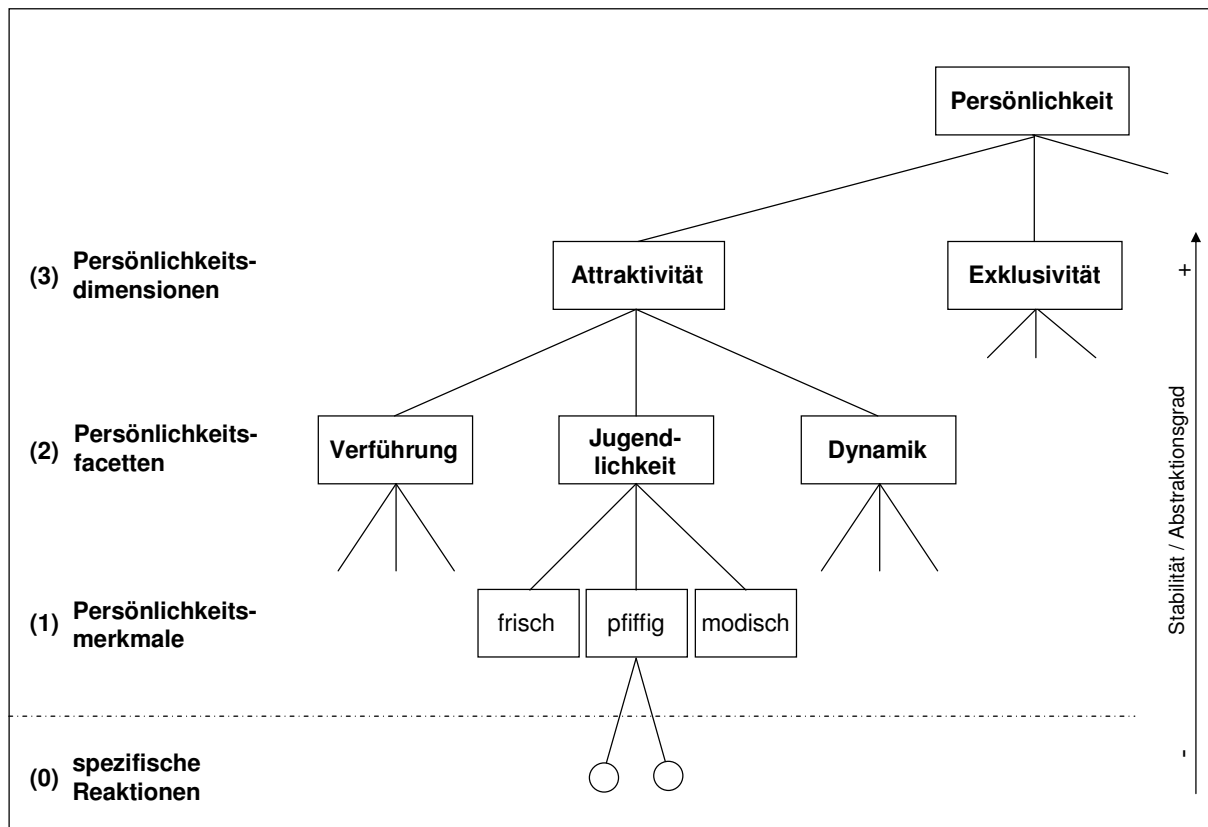 Persönlichkeit
(3) Persönlichkeits-
dimensionen
Attraktivität
Exklusivität
+
(2) Persönlichkeits-
facetten
Verführung
Jugend-
lichkeit
Dynamik
Stabilität / Abstraktionsgrad
(1) Persönlichkeits-
merkmale
frisch
pfiffig
modisch
(0) spezifische
Reaktionen
-